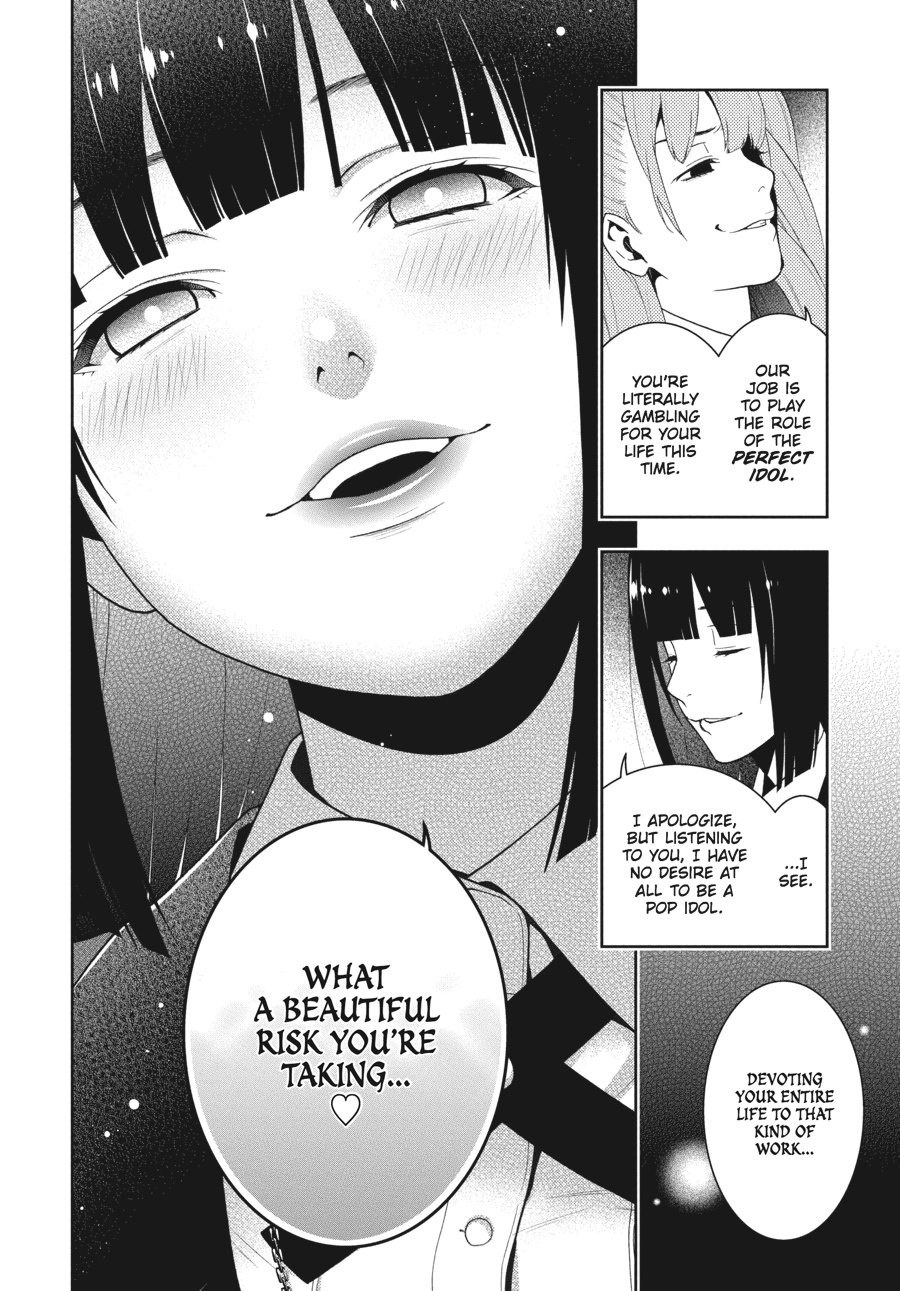 OUR
JOB IS
TO PLAY
THE ROLE
OF THE
PERFECT
IDOL.
YOU'RE
LITERALLY
GAMBLING
FOR YOUR
LIFE THIS
TIME.
...I
SEE.
I APOLOGIZE,
BUT LISTENING
TO YOU, I HAVE
NO DESIRE AT
ALL TO BE A
POP IDOL.
DEVOTING
YOUR ENTIRE
LIFE TO THAT
KIND OF
WORK...
WHAT
A BEAUTIFUL
RISK YOU'RE
TAKING...
♡